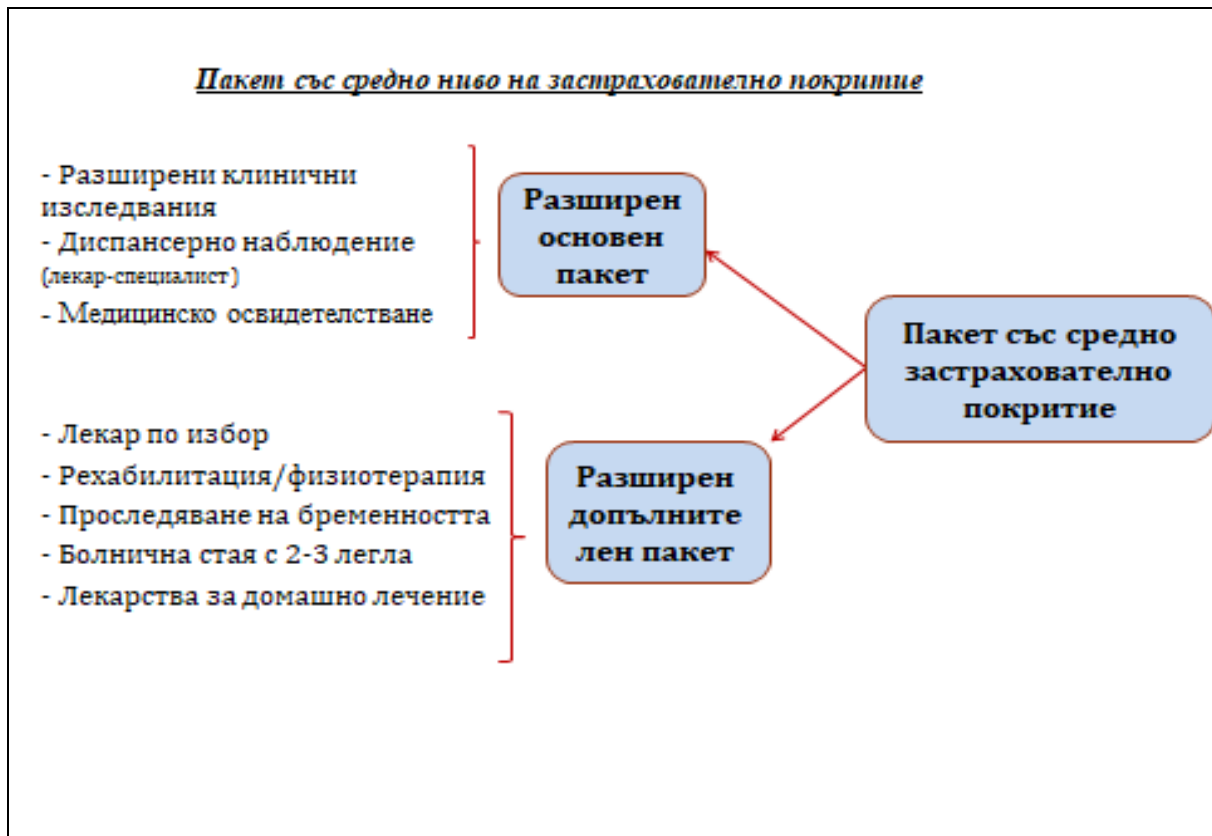 Пакет със средно ниво на застрахователно покритие
- Разширени клинични
изследвания
- Диспансерно наблюдение
(лекар-специалист)
- Медицинско освидетелстване
Разширен
основен
пакет
Пакет със средно
застрахователно
покритие
- Лекар по избор
- Рехабилитация/физиотерапия
- Проследяване на бременността
- Болнична стая с 2-3 легла
- Лекарства за домашно лечение
Разширен
допълните
лен пакет